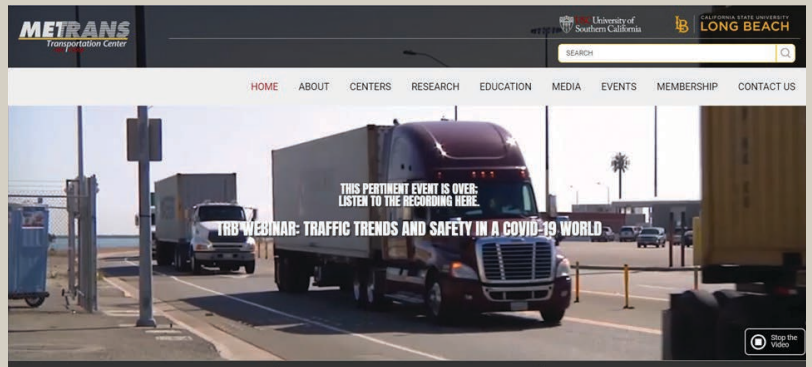 METRANS
Transportation Center
University of
Southern California
CALIFORNIA STATE UNIVERSITY
LONG BEACH
SEARCH
HOME ABOUT CENTERS RESEARCH EDUCATION MEDIA EVENTS MEMBERSHIP CONTACT US
THIS PERTINENT EVENT IS OVER;
LISTEN TO THE RECORDING HERE.
TRB WEBINAR: TRAFFIC TRENDS AND SAFETY IN A COVID-19 WORLD
Stop the
Video